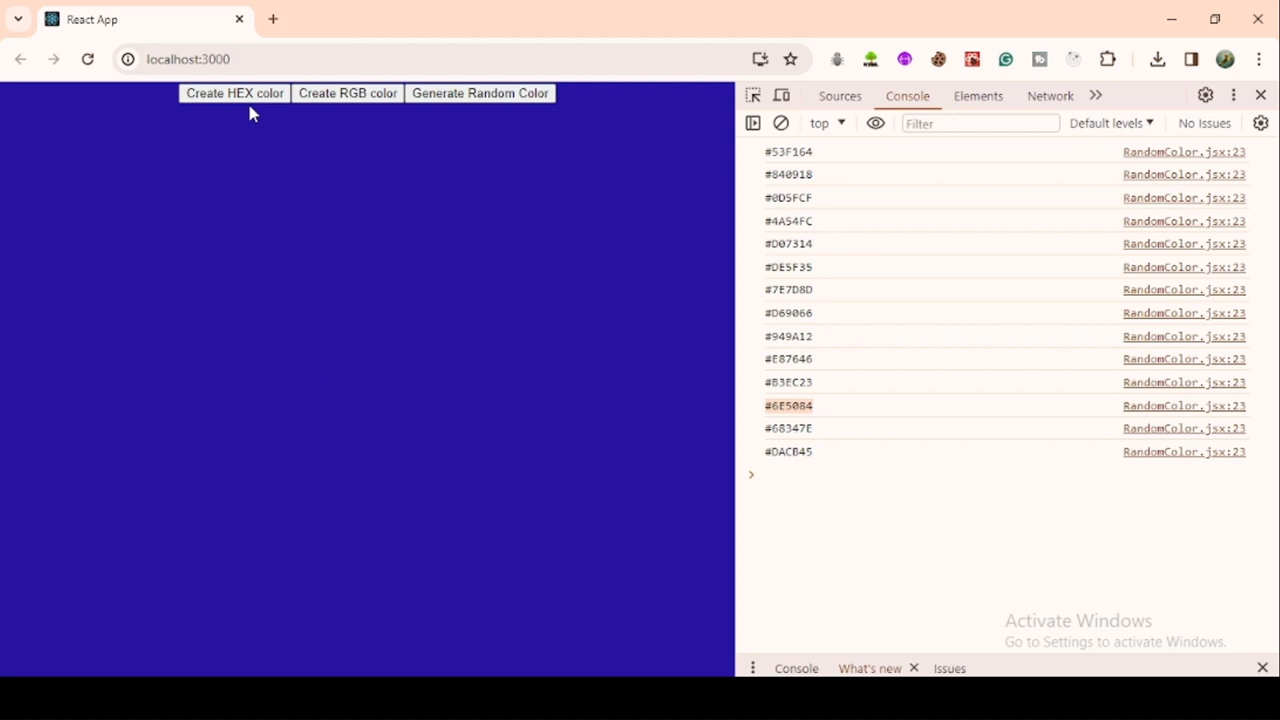 React App
localhost:3000
Create HEX color Create RGB color Generate Random Color
Sources Console Elements Network
top Filter Default levels No Issues
#53F164 RandomColor.jsx:23
#840918 RandomColor.jsx:23
#0D5FCF RandomColor.jsx:23
#4A54FC RandomColor.jsx:23
#D07314 RandomColor.jsx:23
#DE5F35 RandomColor.jsx:23
#7E7D8D RandomColor.jsx:23
#D69066 RandomColor.jsx:23
#949A12 RandomColor.jsx:23
#E87646 RandomColor.jsx:23
#B3EC23 RandomColor.jsx:23
#6E5084 RandomColor.jsx:23
#68347E RandomColor.jsx:23
#DACB45 RandomColor.jsx:23
Activate Windows
Go to Settings to activate Windows.
Console What's new Issues